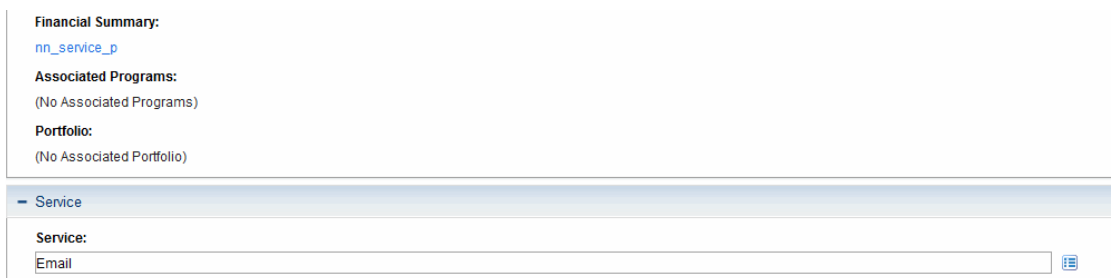 Financial Summary:
nn_service_p
Associated Programs:
(No Associated Programs)
Portfolio:
(No Associated Portfolio)
Service
Service:
Email